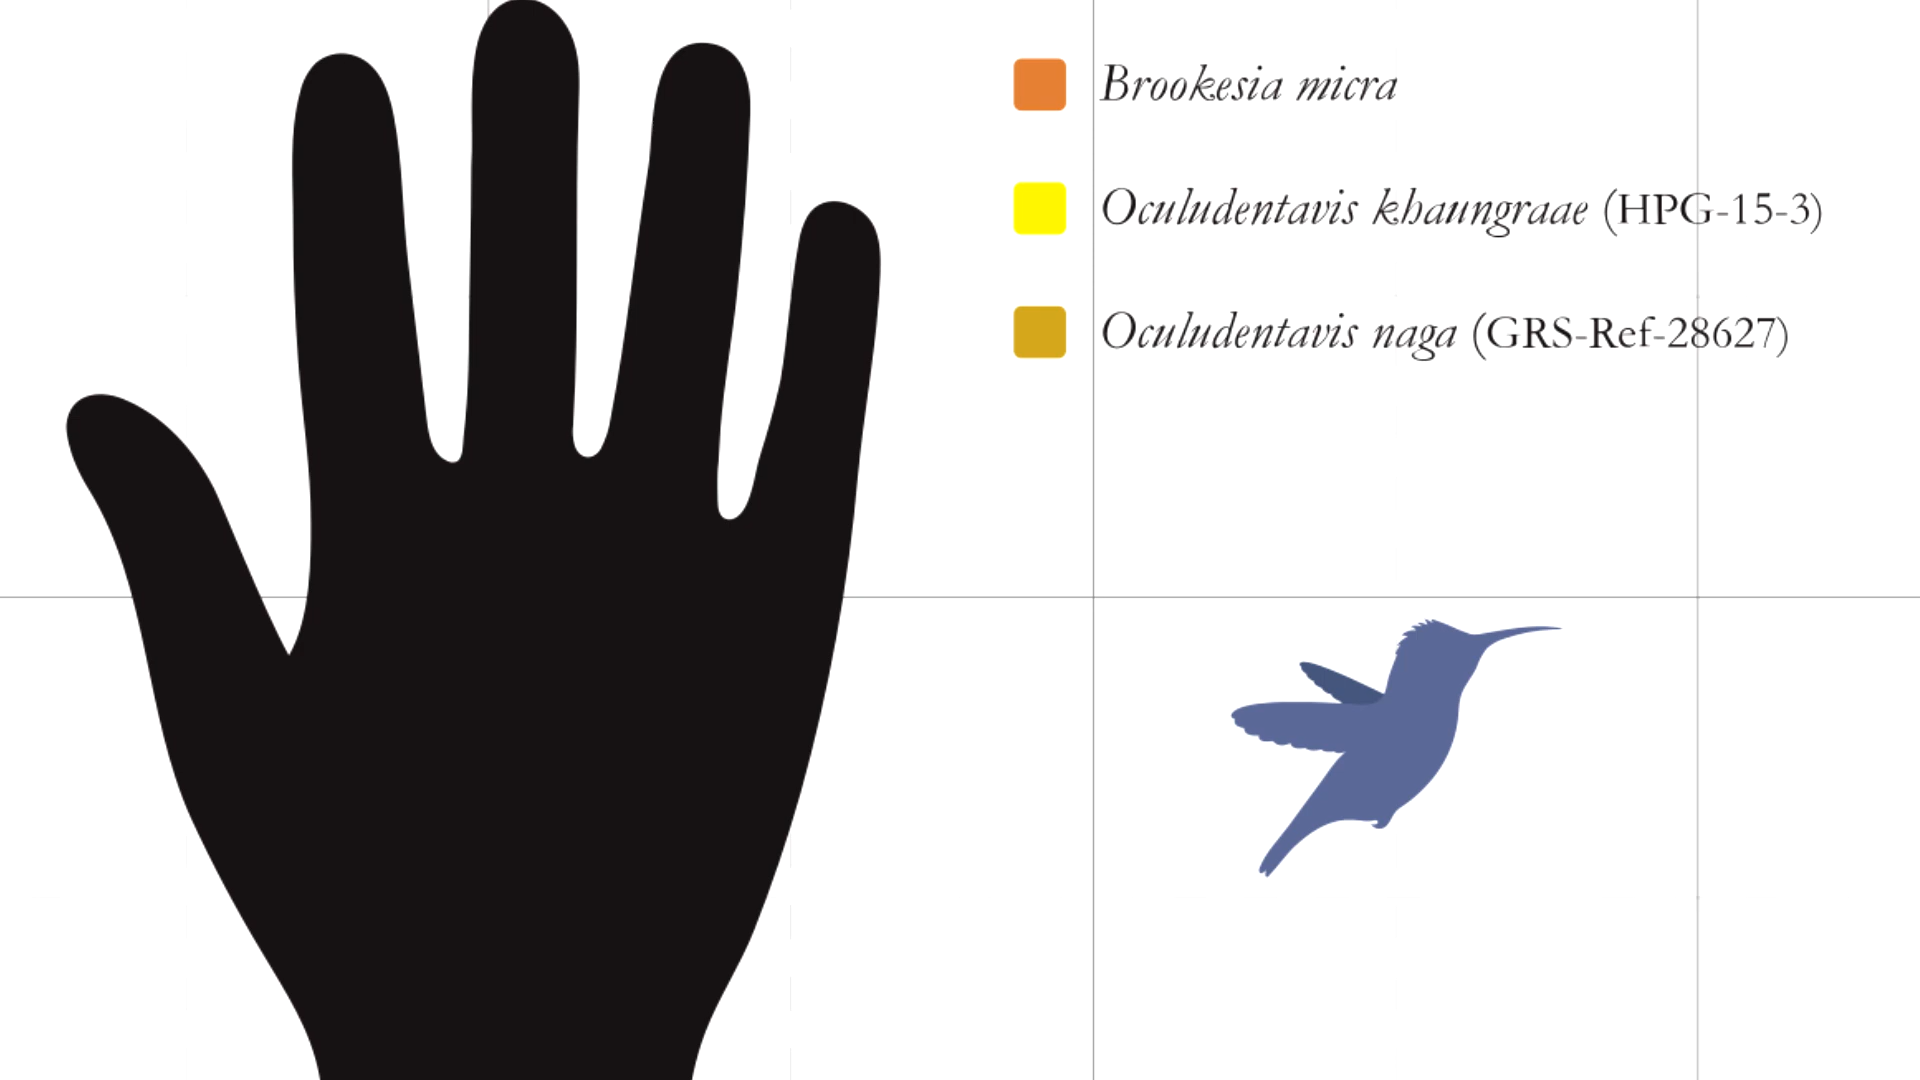 Brookesia micra
Oculudentavis khaungraae (HPG-15-3)
Oculudentavis naga (GRS-Ref-28627)